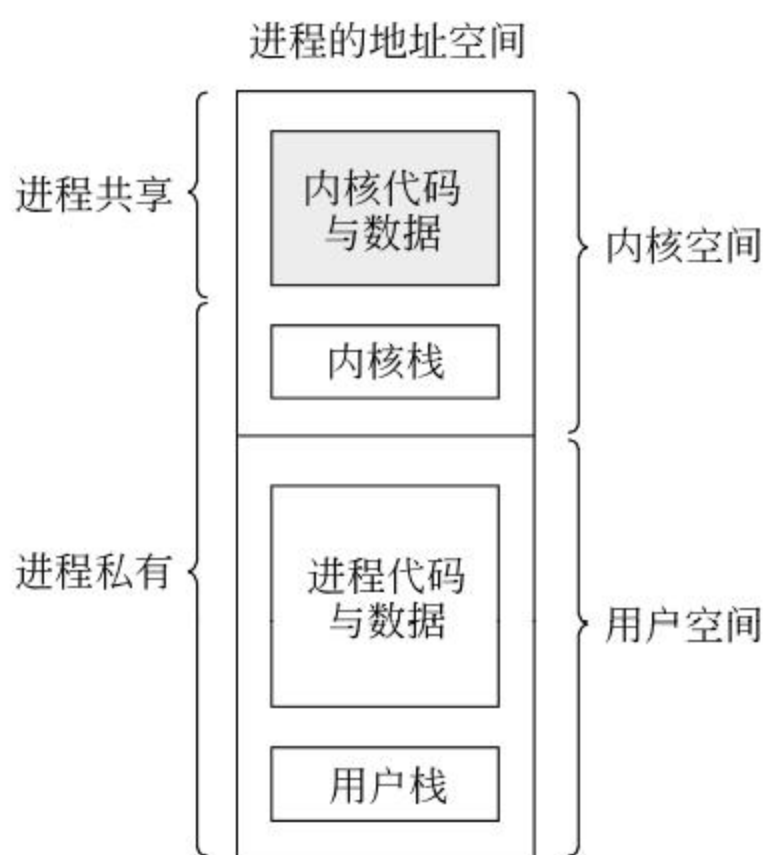 进程的地址空间
进程共享
内核代码
与数据
内核空间
内核栈
进程私有
进程代码
与数据
用户空间
用户栈